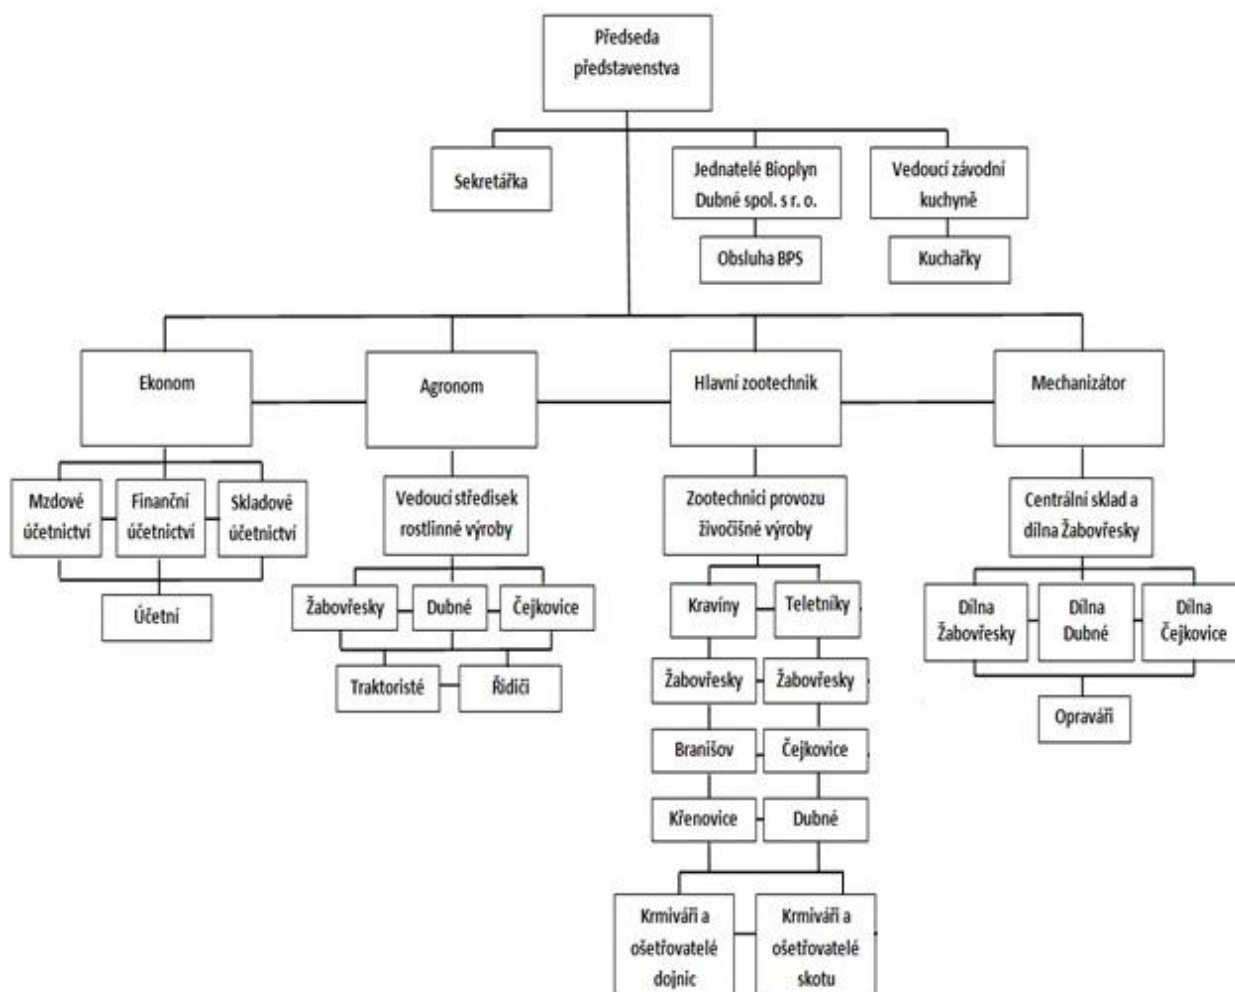 Předseda
představenstva
Sekretářka
Jednatelé Bioplyn
Dubné spol. s r. o.
Vedoucí závodní
kuchyně
Obsluha BPS
Kuchařky
Ekonom
Agronom
Hlavní zootechnik
Mechanizátor
Mzdové
účetnictví
Finanční
účetnictví
Skladové
účetnictví
Účetní
Vedoucí středisek
rostlinné výroby
Žabovřesky
Dubné
Čejkovice
Traktoristé
Řidiči
Zootechnici provozu
živočišné výroby
Kravíny
Teletníky
Žabovřesky
Žabovřesky
Branišov
Čejkovice
Křenovice
Dubné
Krmiváři a
ošetřovatelé
dojnic
Krmiváři a
ošetřovatelé
skotu
Centrální sklad a
dílna Žabovřesky
Dílna
Žabovřesky
Dílna
Dubné
Dílna
Čejkovice
Opraváři